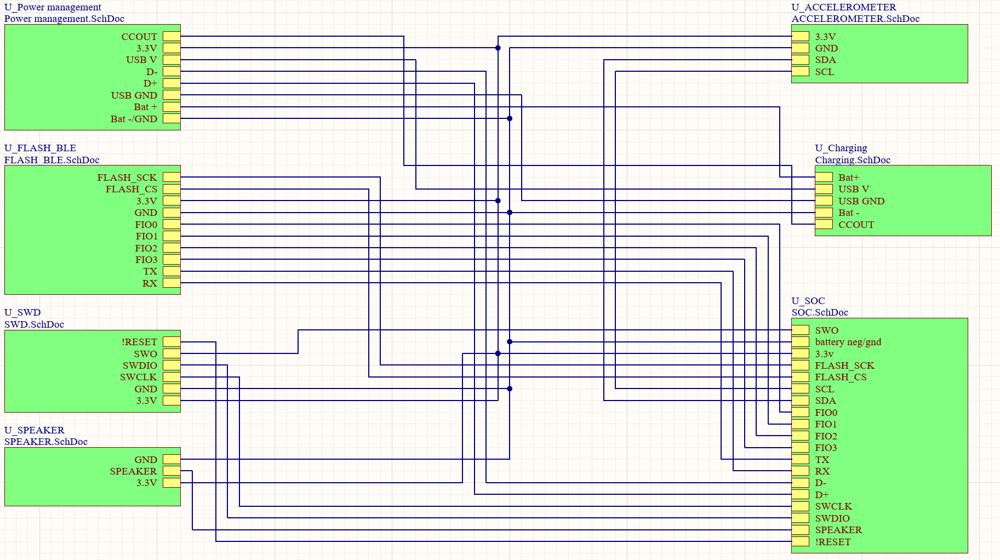 U_Power management
Power management.SchDoc
CCOUT
3.3V
USB V
D-
D+
USB GND
Bat +
Bat -/GND
U_FLASH_BLE
FLASH_BLE.SchDoc
FLASH_SCK
FLASH_CS
3.3V
GND
FIO0
FIO1
FIO2
FIO3
TX
RX
U_SWD
SWD.SchDoc
!RESET
SWO
SWDIO
SWCLK
GND
3.3V
U_SPEAKER
SPEAKER.SchDoc
GND
SPEAKER
3.3V
U_ACCELEROMETER
ACCELEROMETER.SchDoc
3.3V
GND
SDA
SCL
U_Charging
Charging.SchDoc
Bat+
USB V
USB GND
Bat -
CCOUT
U_SOC
SOC.SchDoc
SWO
battery neg/gnd
3.3v
FLASH_SCK
FLASH_CS
SCL
SDA
FIO0
FIO1
FIO2
FIO3
TX
RX
D-
D+
SWCLK
SWDIO
SPEAKER
!RESET